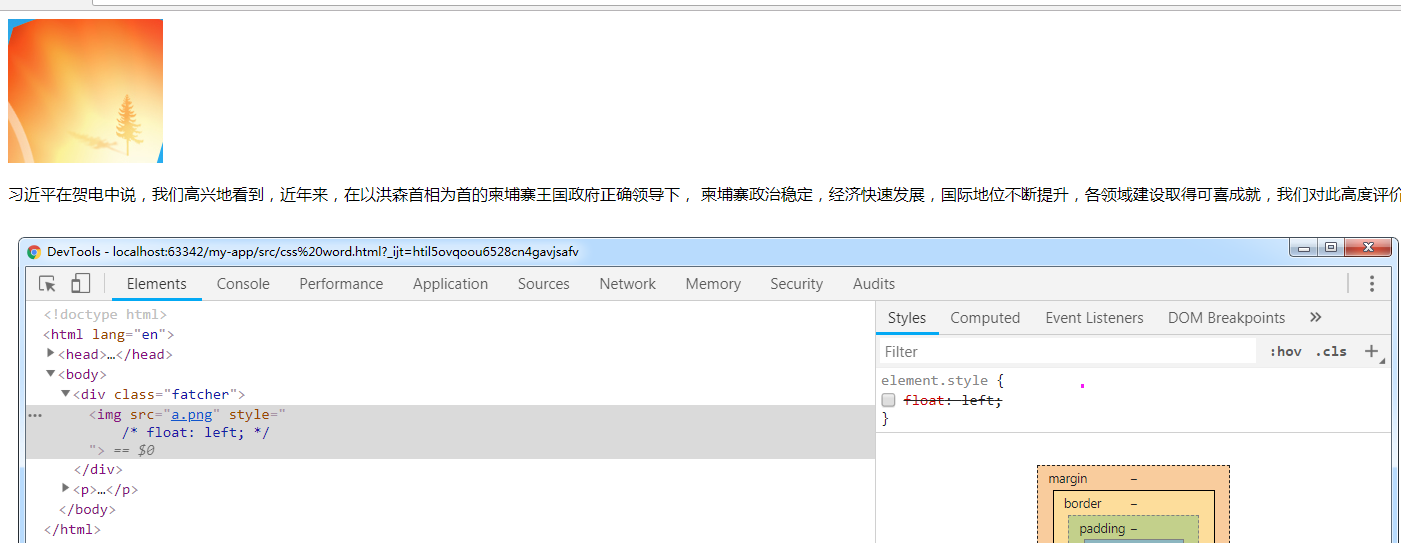 习近平在贺电中说，我们高兴地看到，近年来，在以洪森首相为首的柬埔寨王国政府正确领导下， 柬埔寨政治稳定，经济快速发展，国际地位不断提升，各领域建设取得可喜成就，我们对此高度评价
DevTools - localhost:63342/my-app/src/css%20word.html?_ijt=htil5ovqoou6528cn4gavjsafv
Elements Console Performance Application Sources Network Memory Security Audits
<!doctype html>
<html lang="en">
<head>…</head>
<body>
<div class="fatcher">
<img src="a.png" style="
/* float: left; */
"> == $0
</div>
<p>…</p>
</body>
</html>
Styles Computed Event Listeners DOM Breakpoints »
Filter :hov .cls +
element.style {
float: left;
}
margin –
border –
padding –